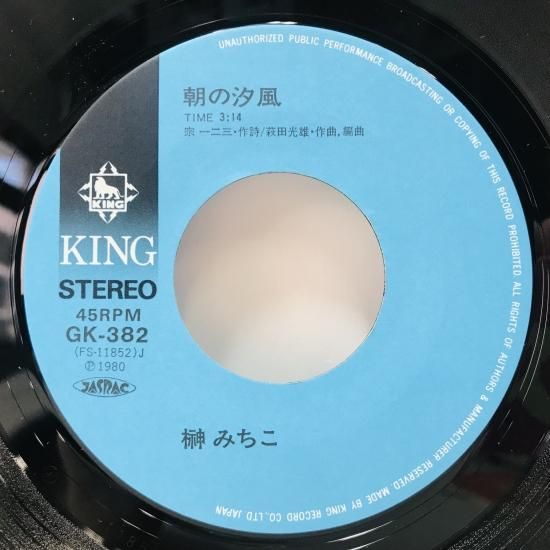 UNAUTHORIZED PUBLIC PERFORMANCE BROADCASTING OR COPYING OF THIS RECORD PROHIBITED. ALL RIGHTS OF AUTHORS & MANUFACTURER RESERVED. MADE BY KING RECORD CO., LTD. JAPAN
朝の汐風
TIME 3:14
宗 一二三・作詩/萩田光雄・作曲,編曲
KING
KING
STEREO
45RPM
GK-382
(FS-11852)J
Ⓟ1980
JASRAC
榊 みちこ